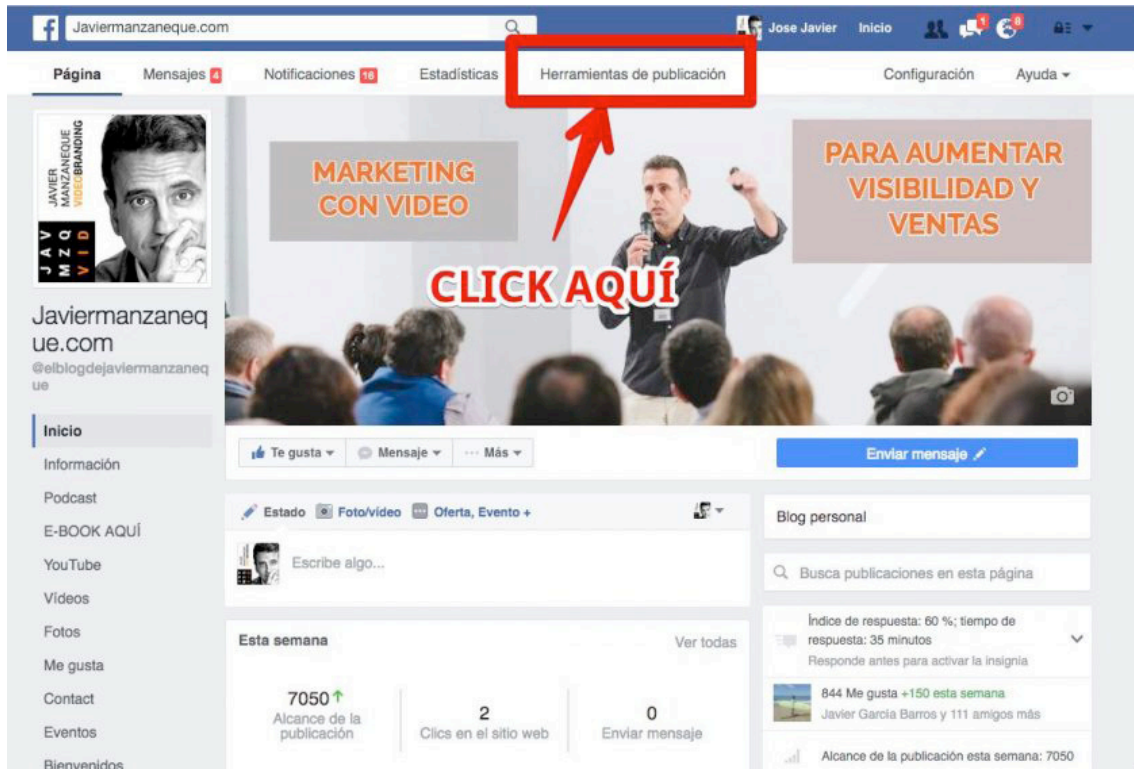 Javiermanzaneque.com
Jose Javier
Inicio
1
8
Página
Mensajes 4
Notificaciones 16
Estadísticas
Herramientas de publicación
Configuración
Ayuda
JAVIER
MANZANEQUE
VIDEOBRANDING
JAV
MZQ
VID
MARKETING
CON VIDEO
PARA AUMENTAR
VISIBILIDAD Y
VENTAS
CLICK AQUÍ
Javiermanzaneq
ue.com
@elblogdejaviermanzaneq
ue
Inicio
Información
Podcast
E-BOOK AQUÍ
YouTube
Vídeos
Fotos
Me gusta
Contact
Eventos
Bienvenidos
Te gusta
Mensaje
··· Más
Enviar mensaje
Estado
Foto/vídeo
Oferta, Evento +
Escribe algo...
Esta semana
Ver todas
7050
Alcance de la
publicación
2
Clics en el sitio web
0
Enviar mensaje
Blog personal
Busca publicaciones en esta página
Índice de respuesta: 60 %; tiempo de
respuesta: 35 minutos
Responde antes para activar la insignia
844 Me gusta +150 esta semana
Javier García Barros y 111 amigos más
Alcance de la publicación esta semana: 7050